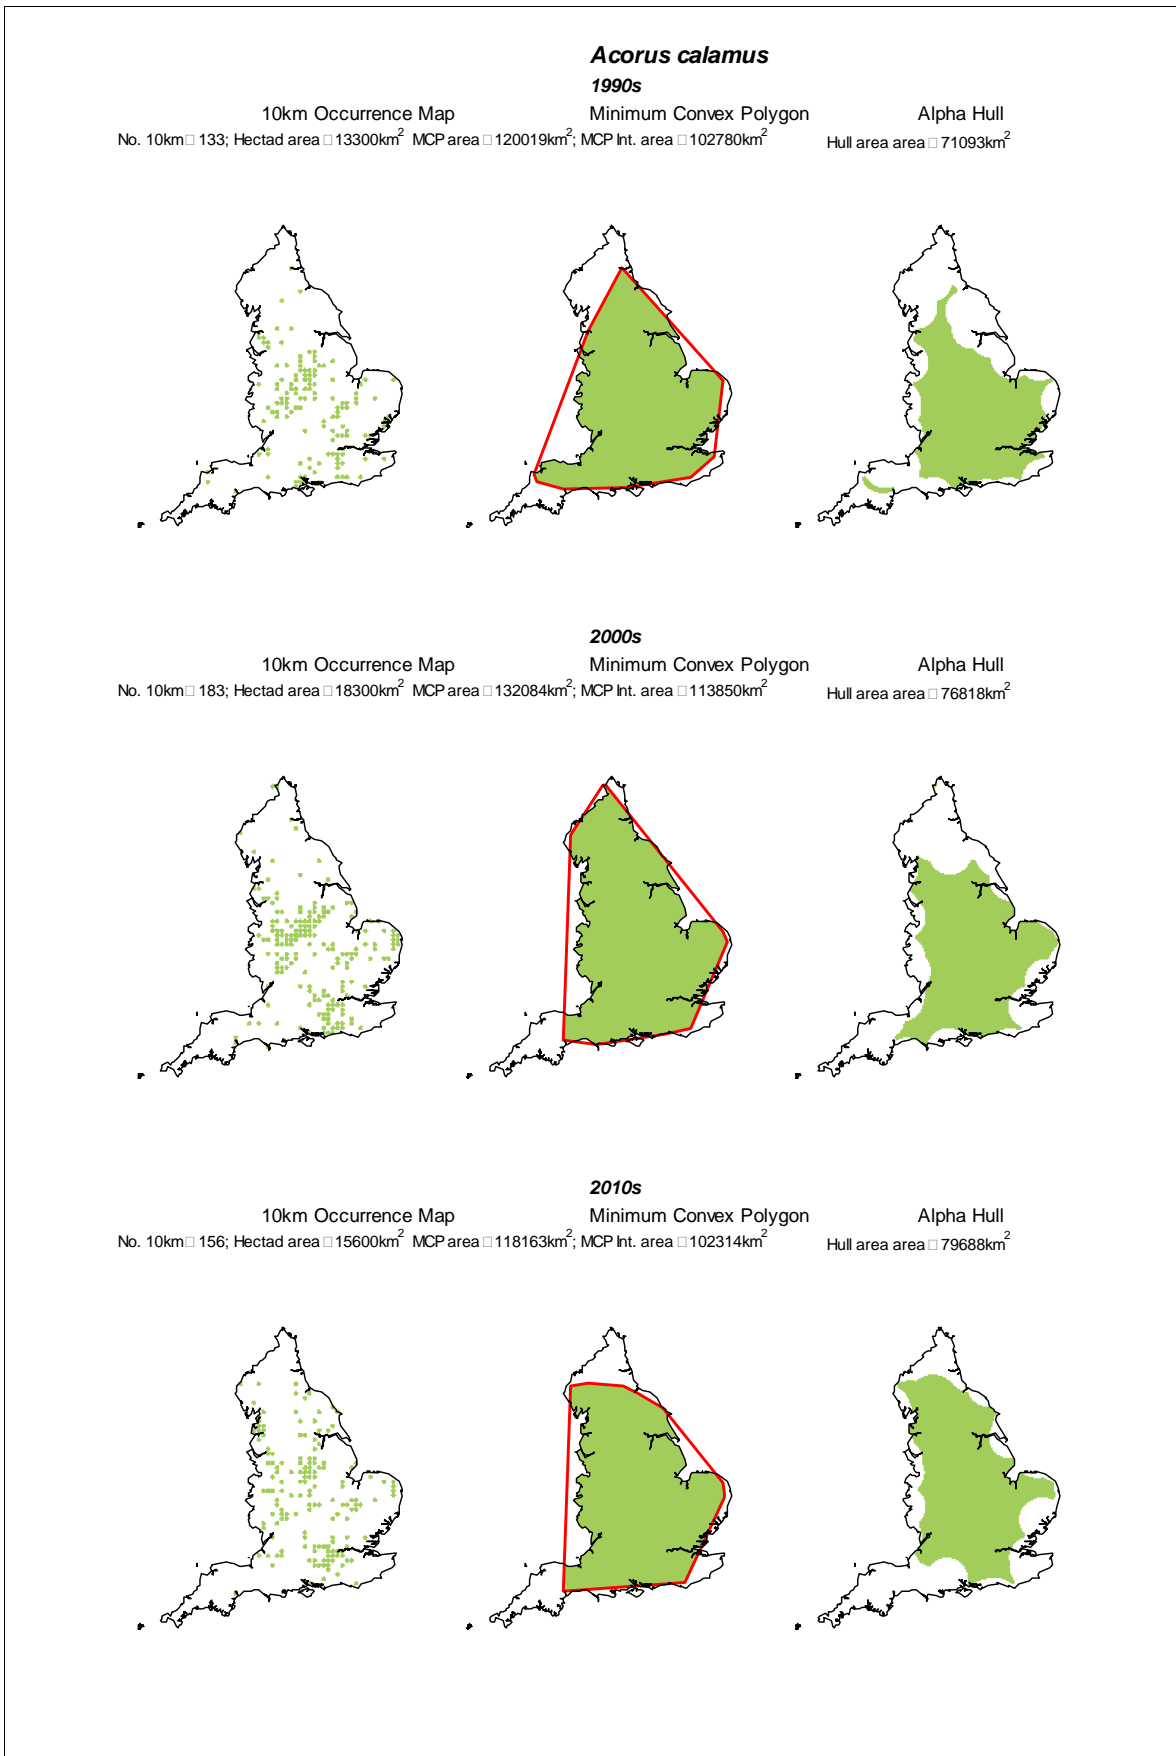 Acorus calamus
1990s
10km Occurrence Map Minimum Convex Polygon Alpha Hull
No. 10km□ 133; Hectad area □ 13300km² MCP area □ 120019km²; MCP Int. area □ 102780km² Hull area area □ 71093km²
2000s
10km Occurrence Map Minimum Convex Polygon Alpha Hull
No. 10km□ 183; Hectad area □ 18300km² MCP area □ 132084km²; MCP Int. area □ 113850km² Hull area area □ 76818km²
2010s
10km Occurrence Map Minimum Convex Polygon Alpha Hull
No. 10km□ 156; Hectad area □ 15600km² MCP area □ 118163km²; MCP Int. area □ 102314km² Hull area area □ 79688km²